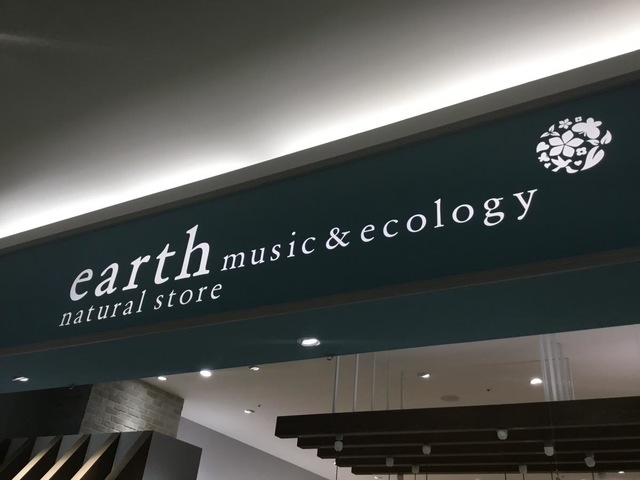 earth music & ecology
natural store